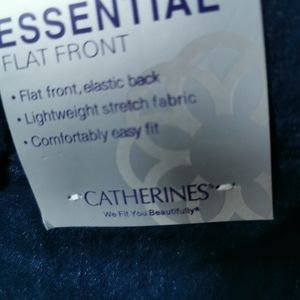 ESSENTIAL
FLAT FRONT
• Flat front, elastic back
• Lightweight stretch fabric
• Comfortably easy fit
CATHERINES®
We Fit You Beautifully®